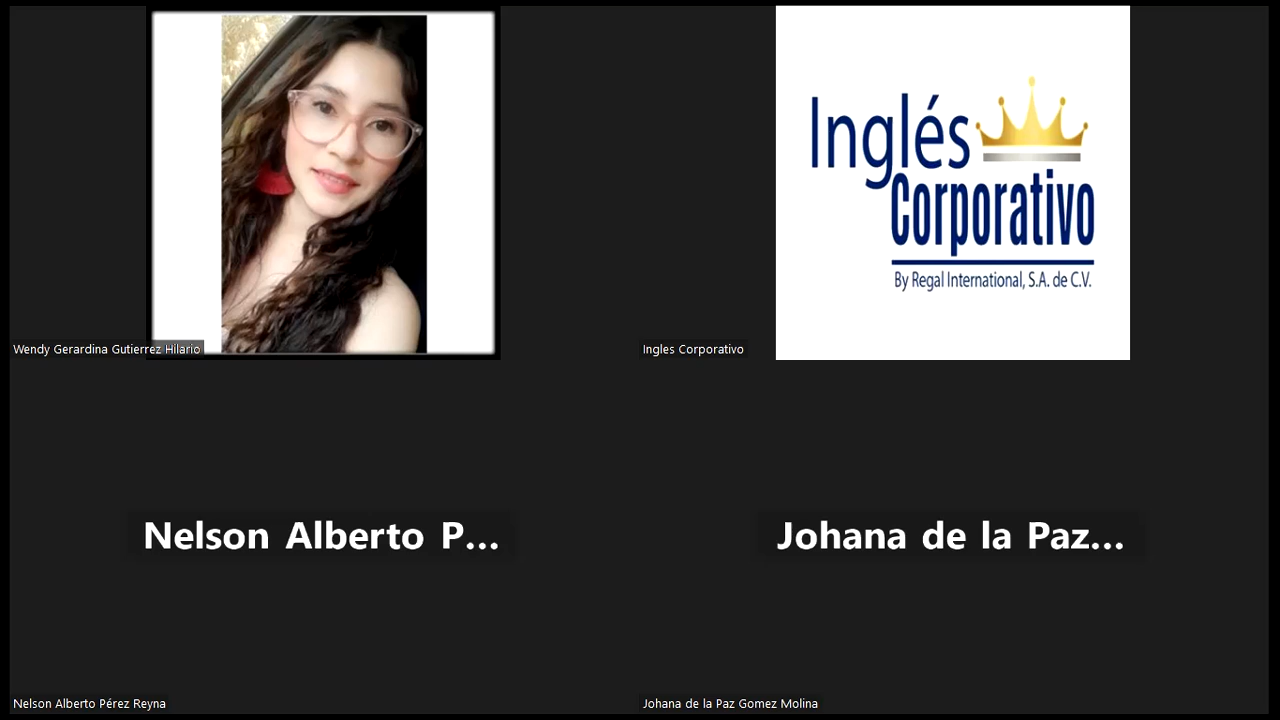 Wendy Gerardina Gutierrez Hilario
Inglés
Corporativo
By Regal International, S.A. de C.V.
Ingles Corporativo
Nelson Alberto P...
Johana de la Paz...
Nelson Alberto Pérez Reyna
Johana de la Paz Gomez Molina